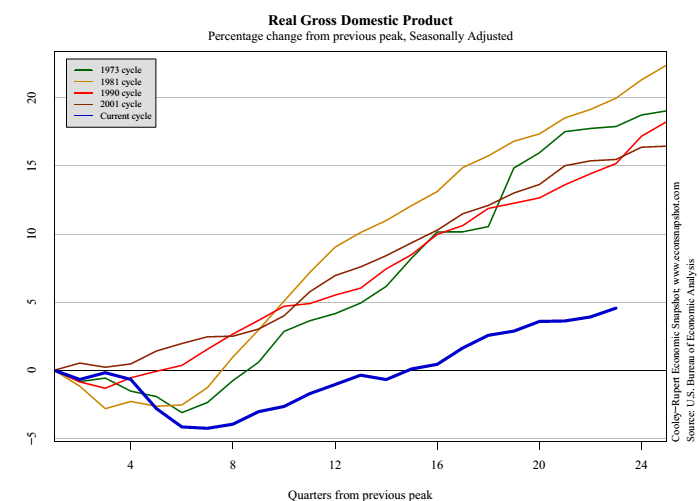 Real Gross Domestic Product
Percentage change from previous peak, Seasonally Adjusted
1973 cycle
1981 cycle
1990 cycle
2001 cycle
Current cycle
20
15
10
5
0
−5
4
8
12
16
20
24
Quarters from previous peak
Cooley−Rupert Economic Snapshot; www.econsnapshot.com
Source: U.S. Bureau of Economic Analysis